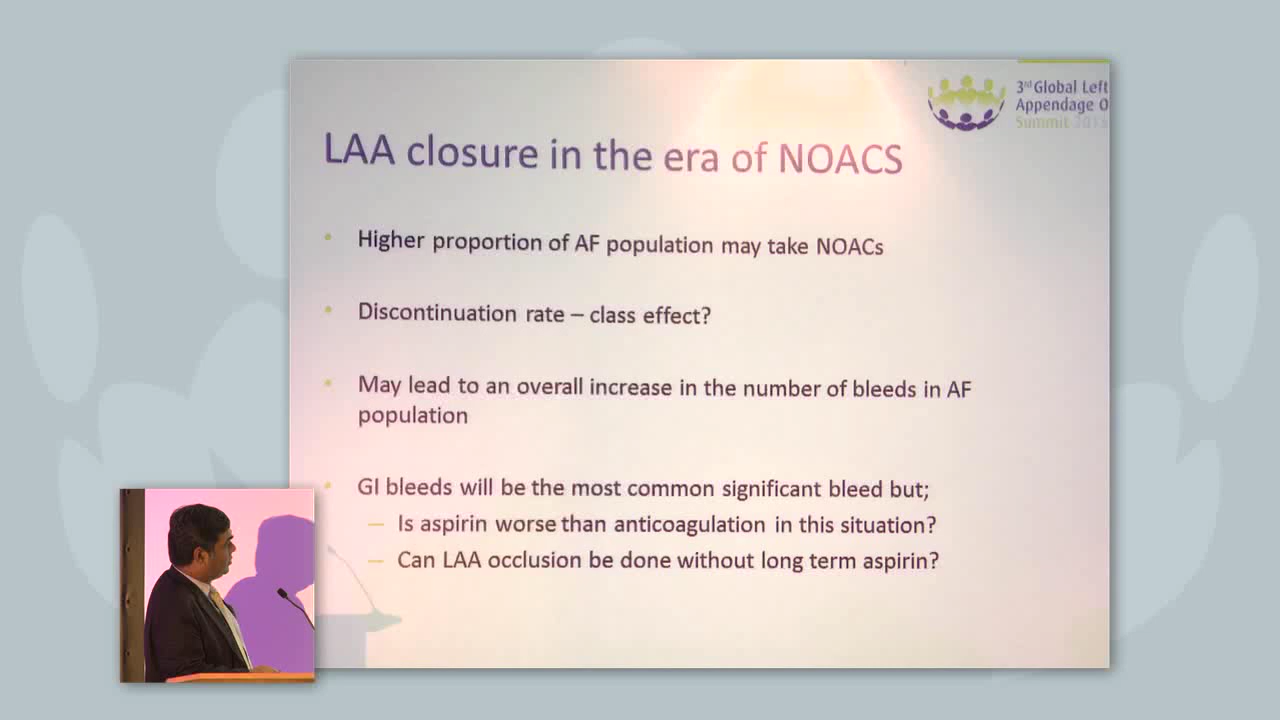 3rd Global Left
Appendage O
Summit 2015
LAA closure in the era of NOACS
• Higher proportion of AF population may take NOACs
• Discontinuation rate – class effect?
• May lead to an overall increase in the number of bleeds in AF
population
• GI bleeds will be the most common significant bleed but;
– Is aspirin worse than anticoagulation in this situation?
– Can LAA occlusion be done without long term aspirin?